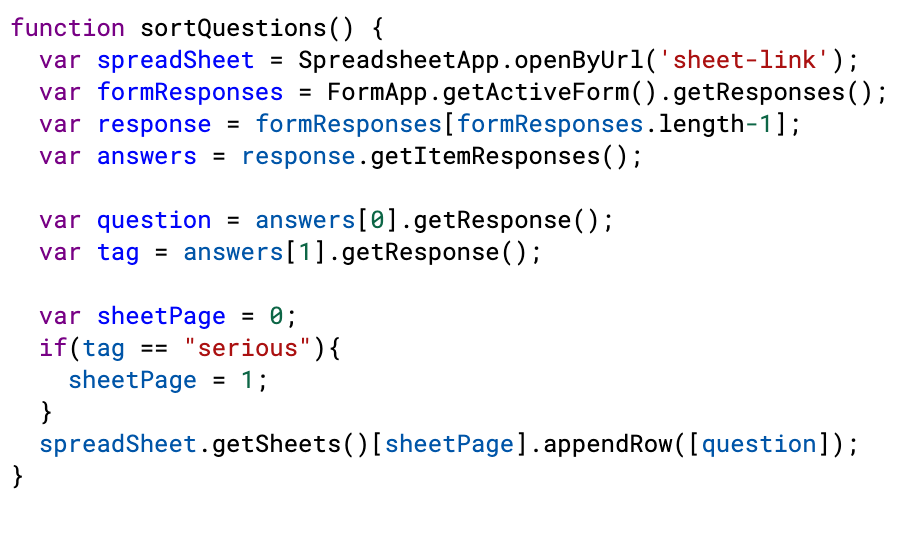 function sortQuestions() {
  var spreadSheet = SpreadsheetApp.openByUrl('sheet-link');
  var formResponses = FormApp.getActiveForm().getResponses();
  var response = formResponses[formResponses.length-1];
  var answers = response.getItemResponses();

  var question = answers[0].getResponse();
  var tag = answers[1].getResponse();

  var sheetPage = 0;
  if(tag == "serious"){
    sheetPage = 1;
  }
  spreadSheet.getSheets()[sheetPage].appendRow([question]);
}